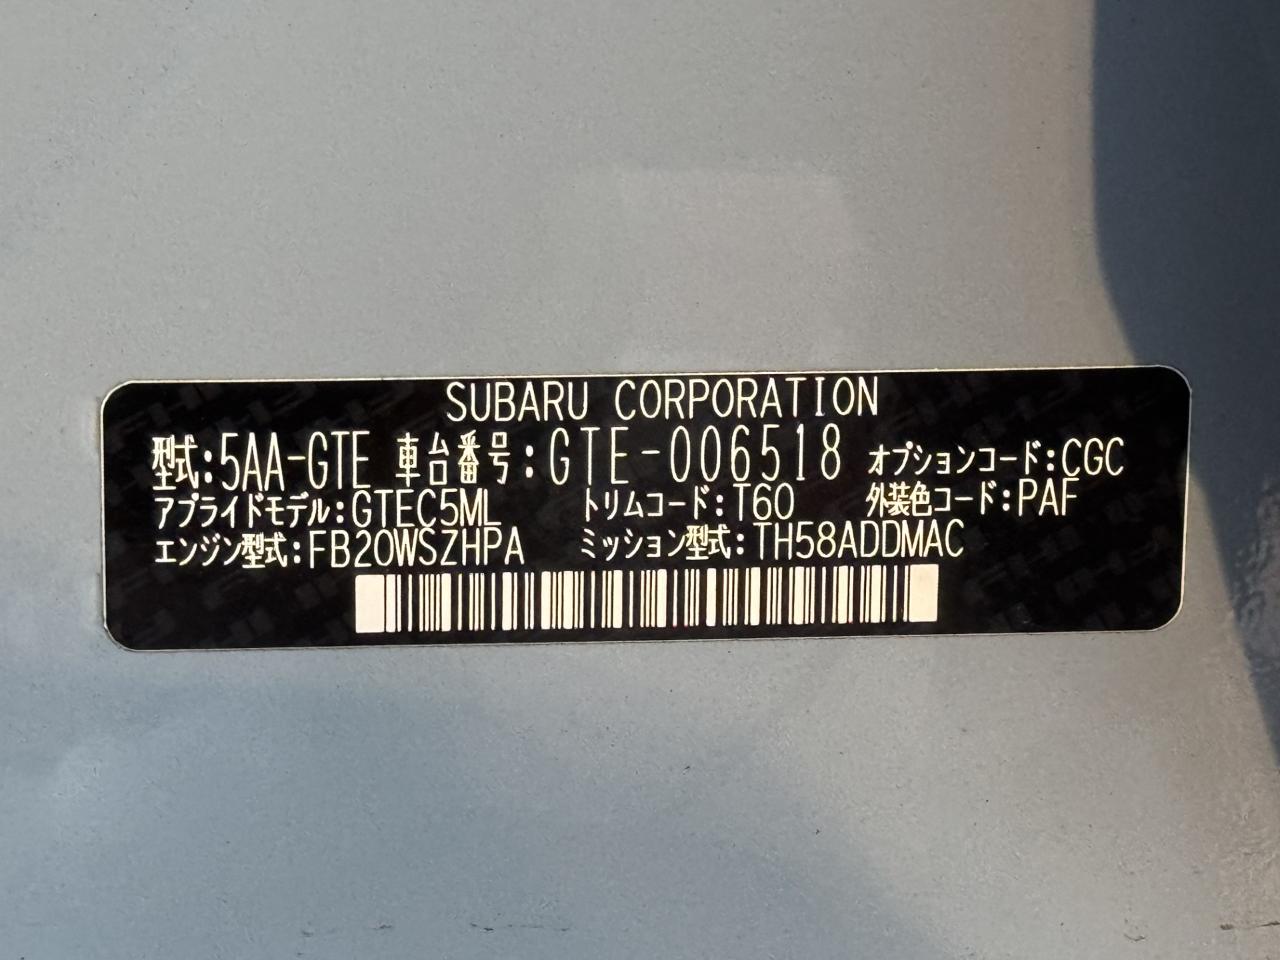 SUBARU CORPORATION
型式:5AA-GTE 車台番号:GTE-006518 オプションコード:CGC
アプライドモデル:GTEC5ML トリムコード:T60 外装色コード:PAF
エンジン型式:FB20WSZHPA ミッション型式:TH58ADDMAC